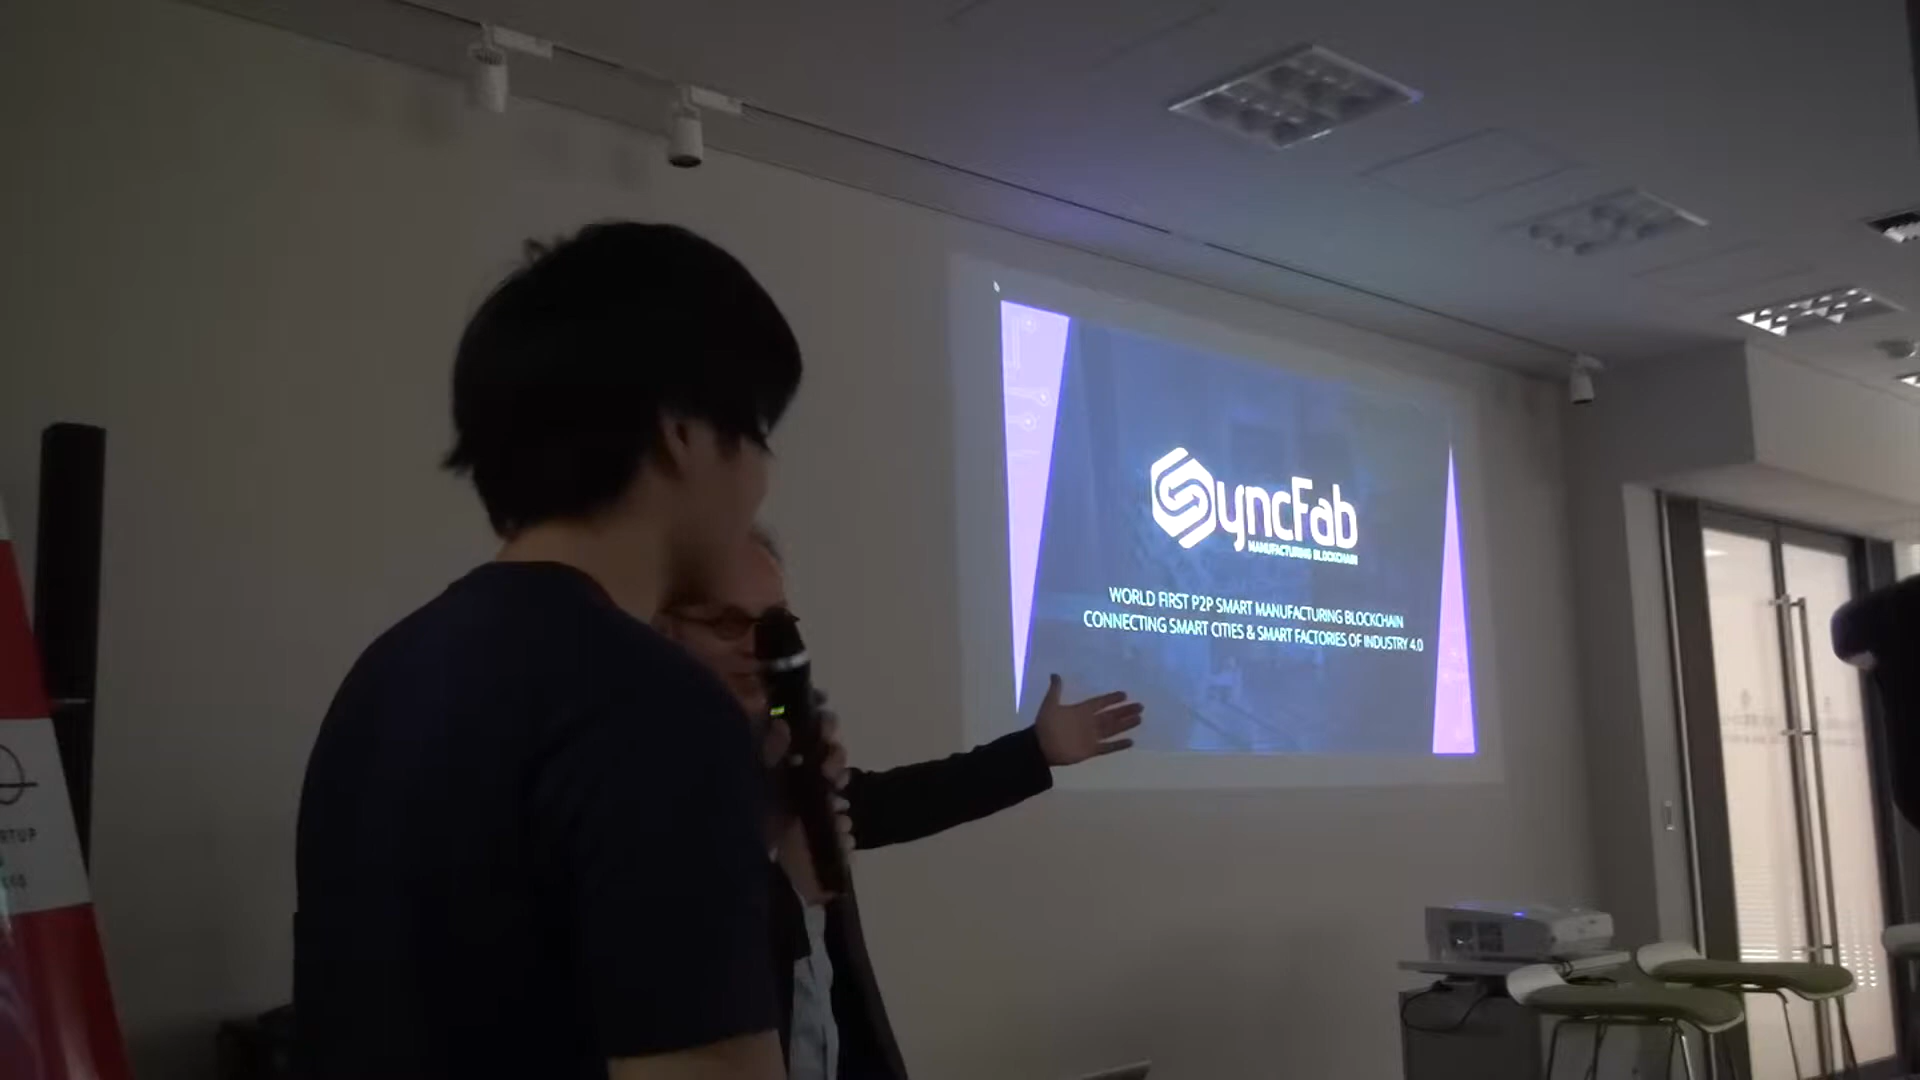 SyncFab
MANUFACTURING BLOCKCHAIN
WORLD FIRST P2P SMART MANUFACTURING BLOCKCHAIN
CONNECTING SMART CITIES & SMART FACTORIES OF INDUSTRY 4.0